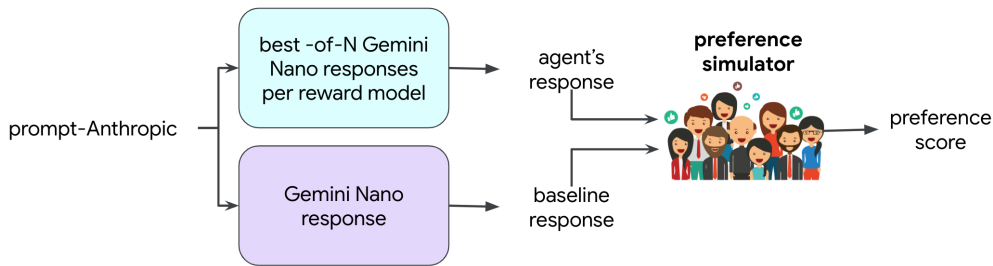 prompt-Anthropic
best -of-N Gemini
Nano responses
per reward model
Gemini Nano
response
agent's
response
baseline
response
preference
simulator
preference
score